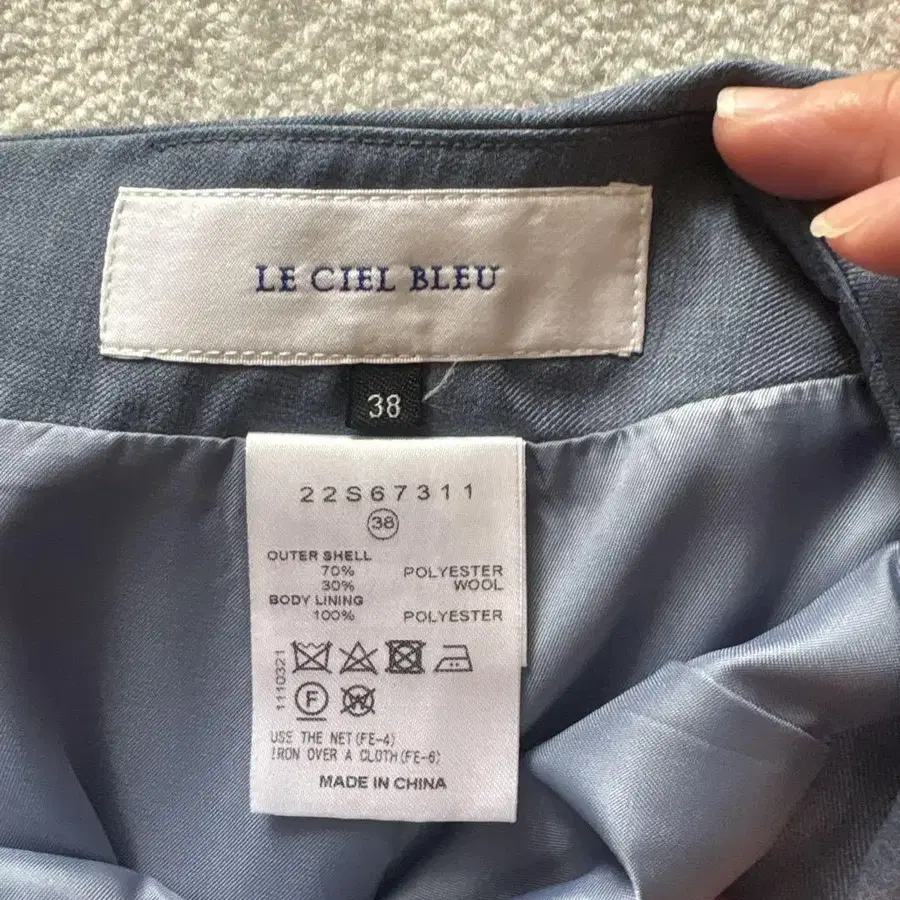 LE CIEL BLEU
38
22S67311
38
OUTER SHELL
70% POLYESTER
30% WOOL
BODY LINING
100% POLYESTER
1110321
F W
USE THE NET(FE-4)
IRON OVER A CLOTH(FE-6)
MADE IN CHINA